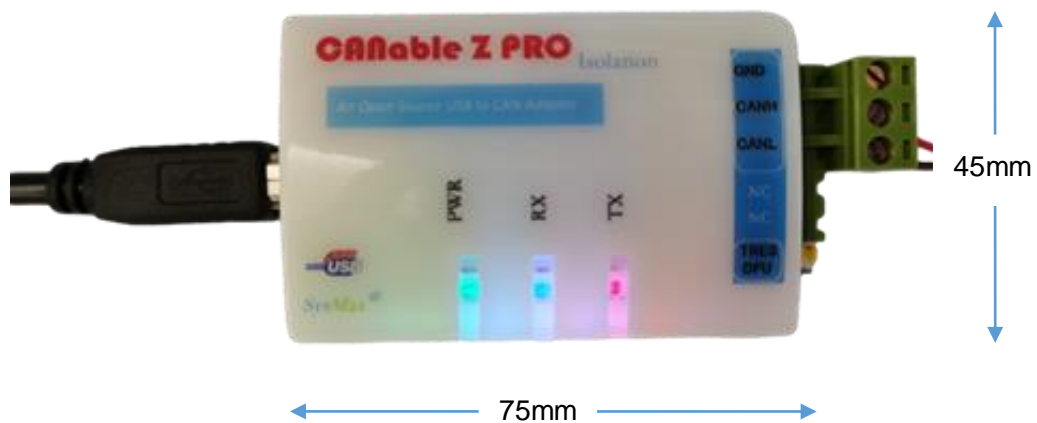 CANable Z PRO
Isolation
An Open Source USB to CAN Adapter
GND
CANH
CANL
NC
NC
TRES
DFU
PWR
RX
TX
USB
SysMax
45mm
75mm